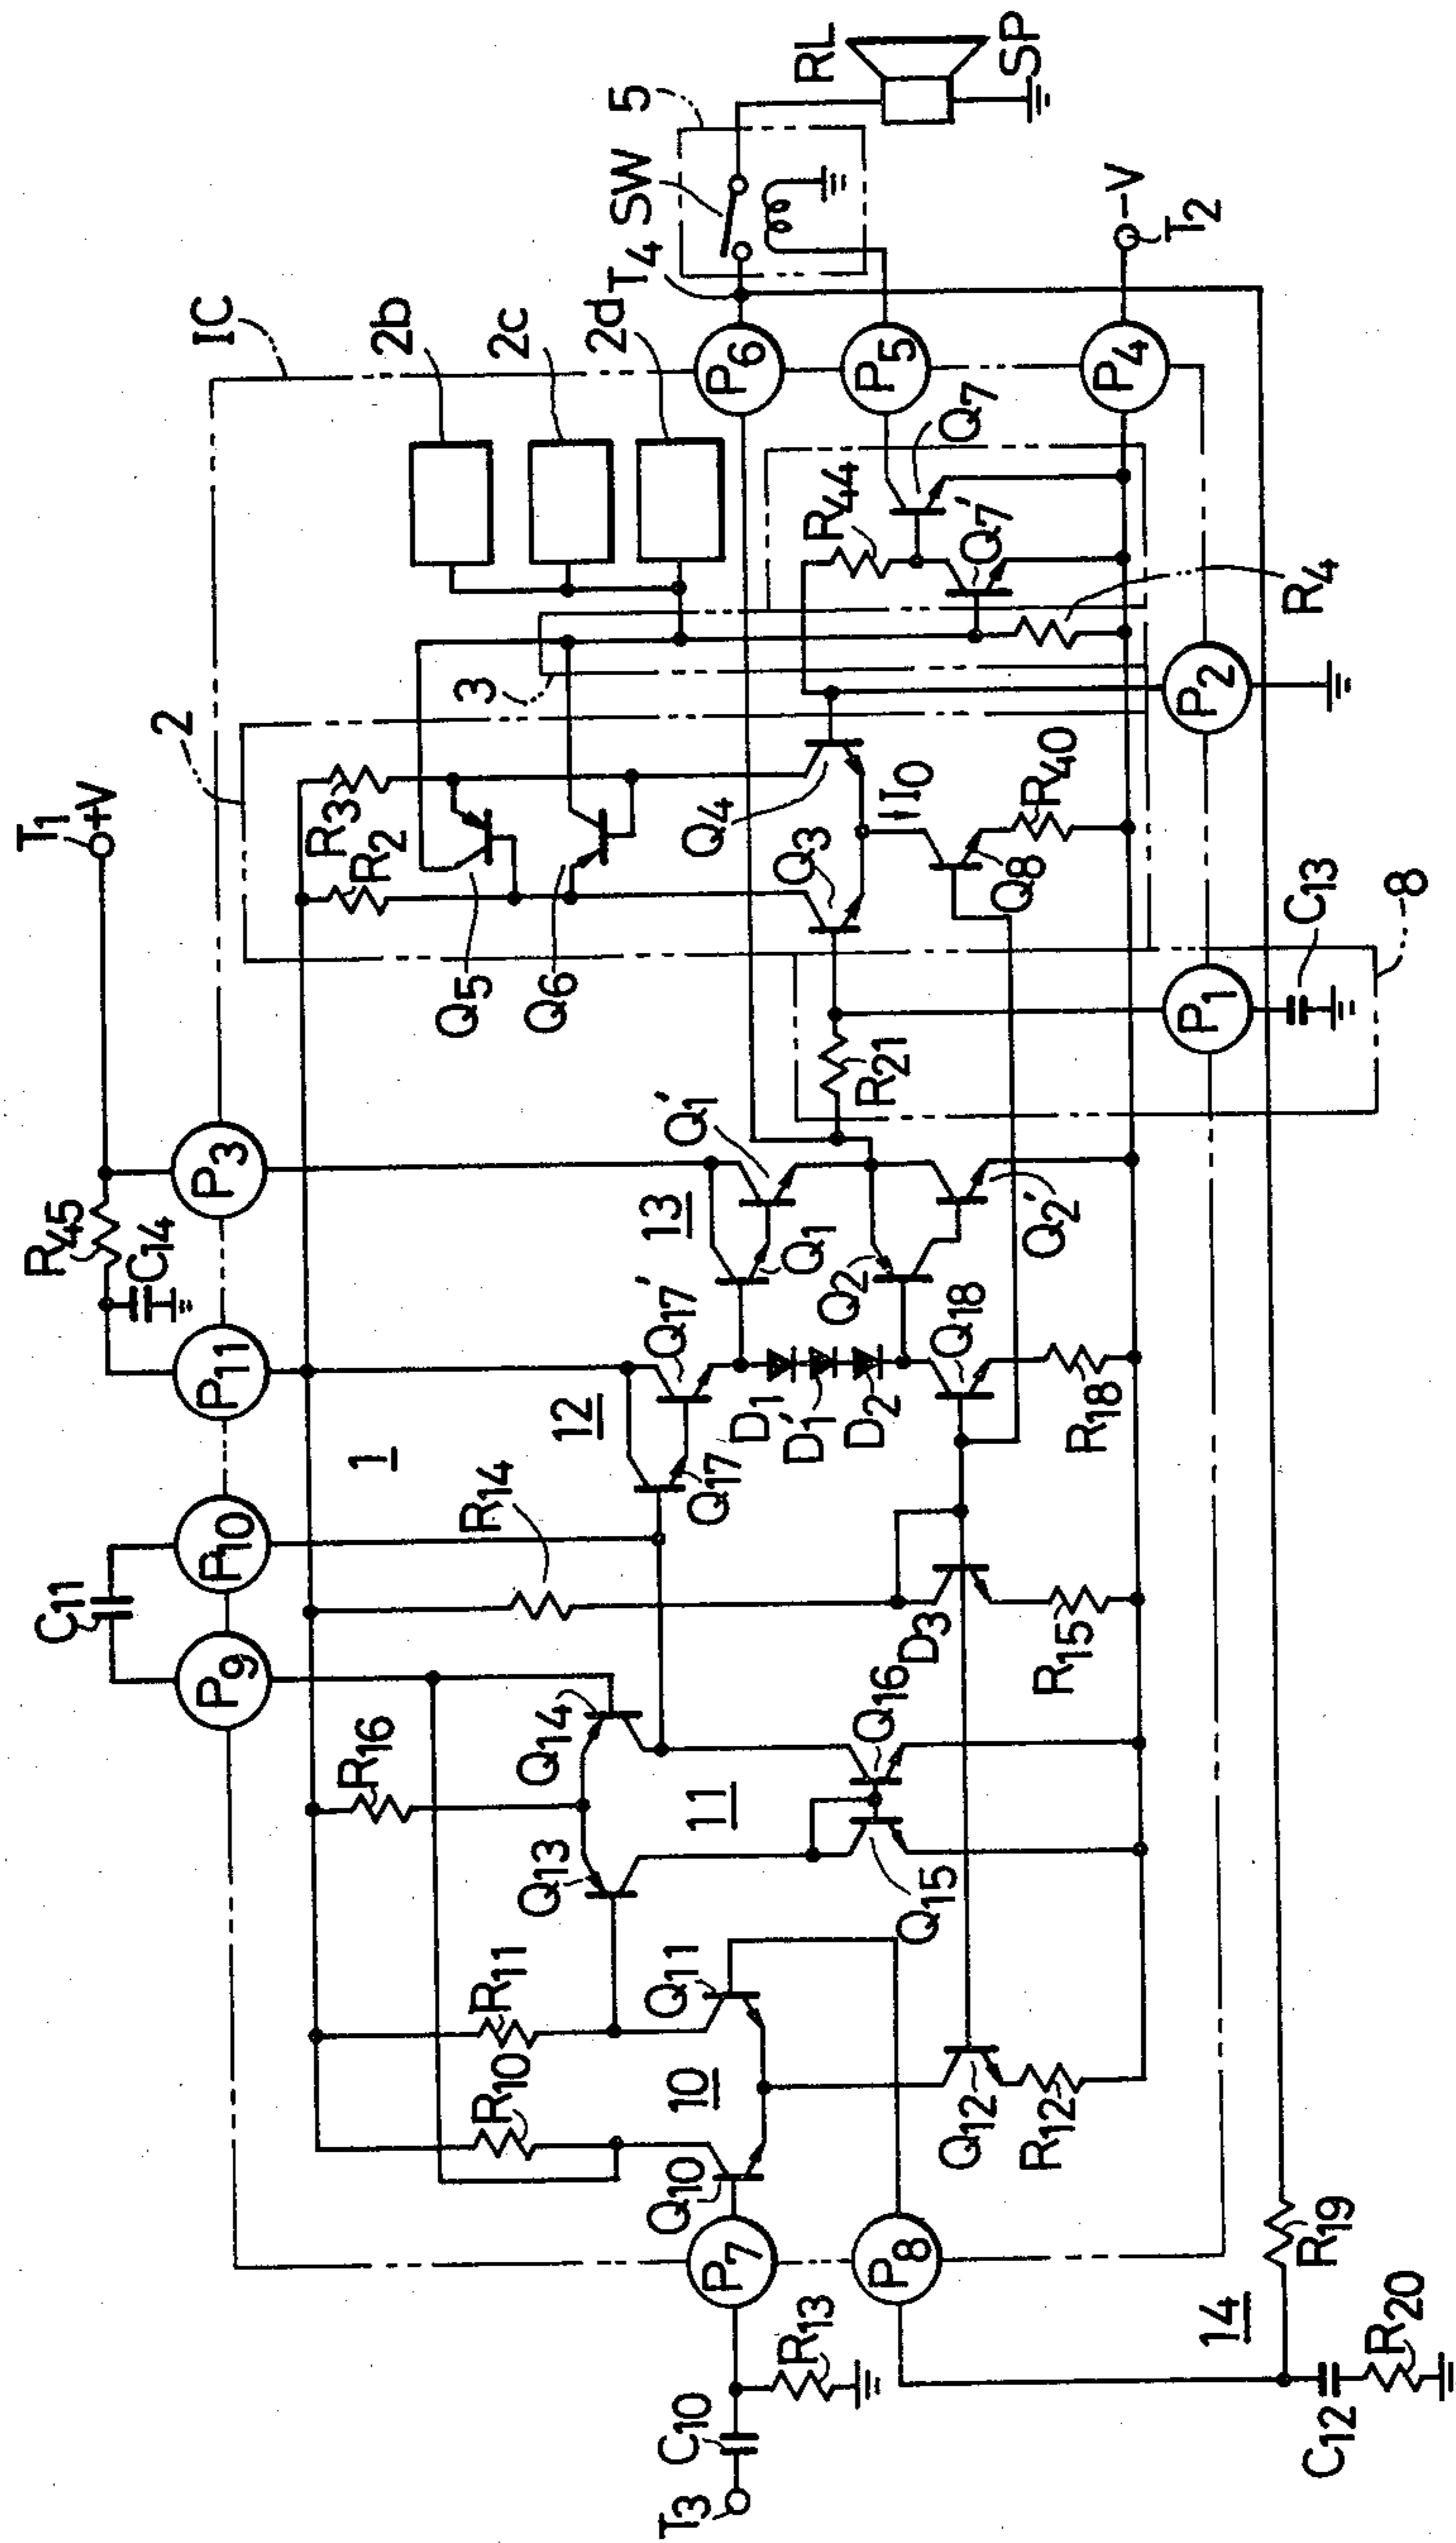 C11
R45
C14
T1
+V
P9
P10
P11
P3
2
IC
R16
1
R3
R2
2b
R10
R11
R14
Q5
3
2c
Q13
Q14
12
Q6
2d
T4
SW
5
T3
C10
Q10
10
Q11
11
Q17
Q17'
13
Q1'
Q4
P7
P6
RL
R13
D1
D1'
D2
Q1
Q3
R44
P8
Q15
Q16
D3
Q2
R21
I0
P5
Q7
Q12
R12
R15
Q18
R18
Q2'
Q8
R40
Q7'
SP
P1
P2
P4
-V
T2
14
R19
C13
R4
C12
R20
8